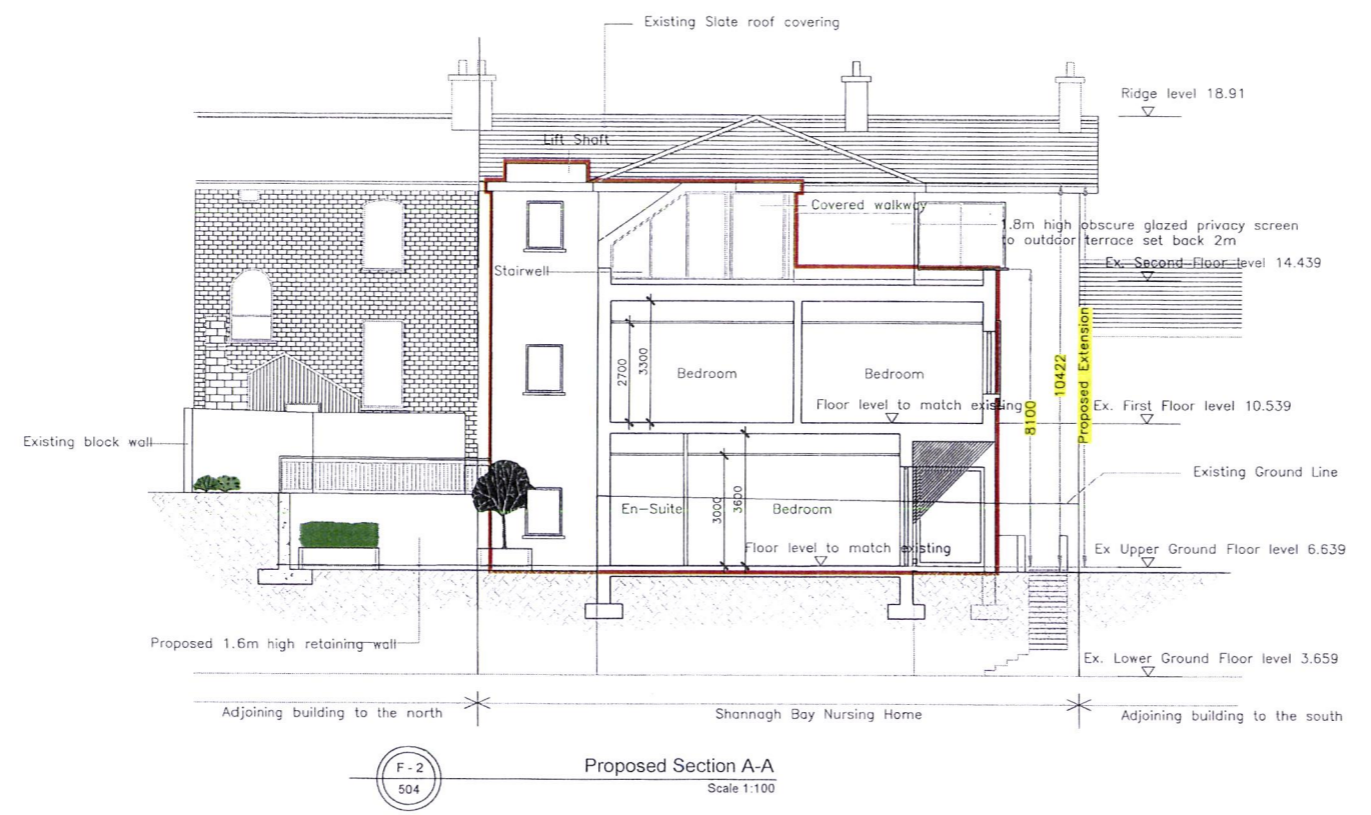 Existing Slate roof covering
Ridge level 18.91
Lift Shaft
Covered walkway
1.8m high obscure glazed privacy screen
to outdoor terrace set back 2m
Ex. Second Floor level 14.439
Stairwell
2700
3300
Bedroom
Bedroom
8100
10422
Proposed Extension
Floor level to match existing
Ex. First Floor level 10.539
Existing block wall
Existing Ground Line
En-Suite
3000
3600
Bedroom
Floor level to match existing
Ex Upper Ground Floor level 6.639
Proposed 1.6m high retaining wall
Ex. Lower Ground Floor level 3.659
Adjoining building to the north
Shannagh Bay Nursing Home
Adjoining building to the south
F - 2
504
Proposed Section A-A
Scale 1:100